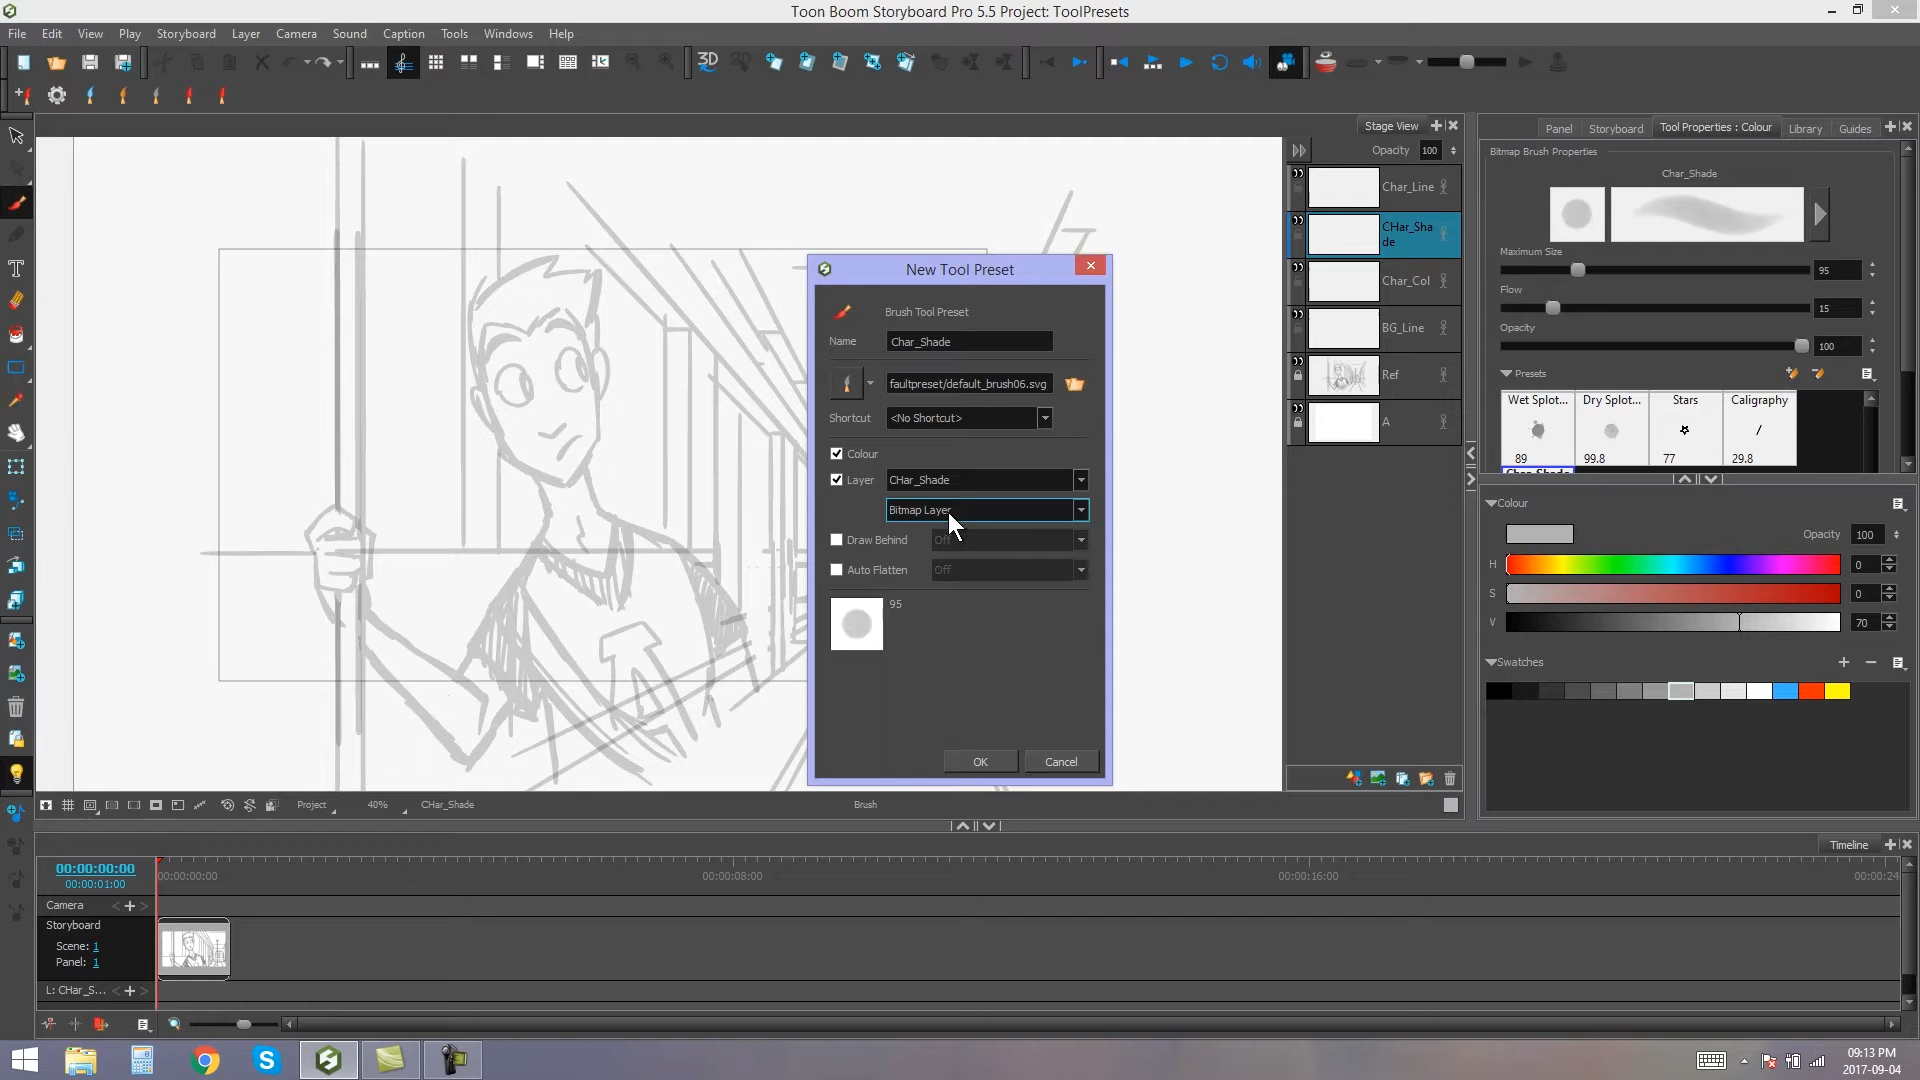 Toon Boom Storyboard Pro 5.5 Project: ToolPresets
File Edit View Play Storyboard Layer Camera Sound Caption Tools Windows Help
3D
Stage View
Opacity 100
Char_Line
CHar_Sha
de
Char_Col
BG_Line
Ref
A
Panel Storyboard Tool Properties : Colour Library Guides
Bitmap Brush Properties
Char_Shade
Maximum Size
95
Flow
15
Opacity
100
Presets
Wet Splot... Dry Splot... Stars Caligraphy
89 99.8 77 29.8
New Tool Preset
Brush Tool Preset
Name Char_Shade
faultpreset/default_brush06.svg
Shortcut <No Shortcut>
Colour
Layer CHar_Shade
Bitmap Layer
Draw Behind Off
Auto Flatten Off
95
OK Cancel
Colour
Opacity 100
H 0
S 0
V 70
Swatches
Project 40% CHar_Shade Brush
Timeline
00:00:00:00
00:00:01:00
00:00:00:00 00:00:08:00 00:00:16:00 00:00:24
Camera
Storyboard
Scene: 1
Panel: 1
L: CHar_S...
09:13 PM
2017-09-04